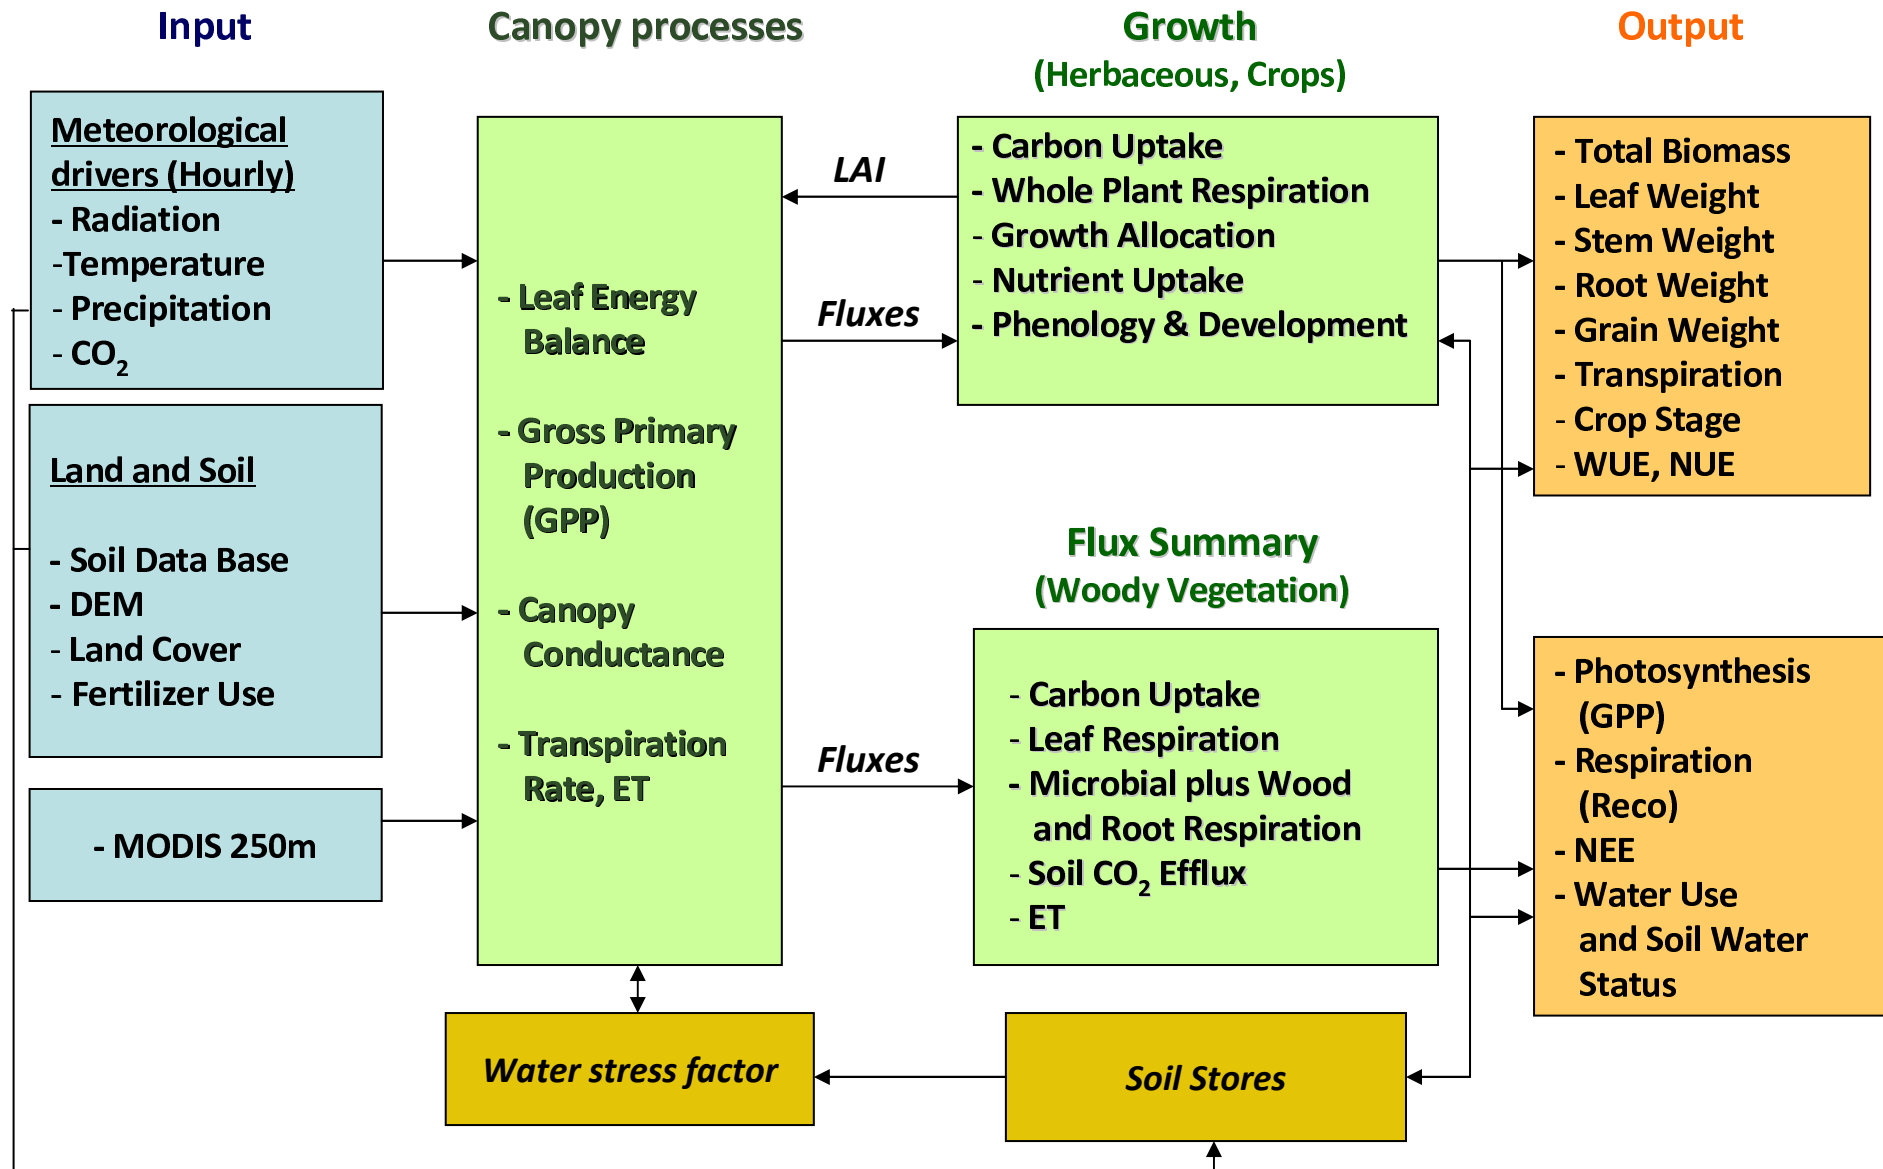 Input
Meteorological
drivers (Hourly)
- Radiation
-Temperature
- Precipitation
- CO₂
Land and Soil
- Soil Data Base
- DEM
- Land Cover
- Fertilizer Use
- MODIS 250m
Canopy processes
- Leaf Energy
Balance
- Gross Primary
Production
(GPP)
- Canopy
Conductance
- Transpiration
Rate, ET
LAI
Fluxes
Fluxes
Growth
(Herbaceous, Crops)
- Carbon Uptake
- Whole Plant Respiration
- Growth Allocation
- Nutrient Uptake
- Phenology & Development
Flux Summary
(Woody Vegetation)
- Carbon Uptake
- Leaf Respiration
- Microbial plus Wood
and Root Respiration
- Soil CO₂ Efflux
- ET
Output
- Total Biomass
- Leaf Weight
- Stem Weight
- Root Weight
- Grain Weight
- Transpiration
- Crop Stage
- WUE, NUE
- Photosynthesis
(GPP)
- Respiration
(Reco)
- NEE
- Water Use
and Soil Water
Status
Water stress factor
Soil Stores